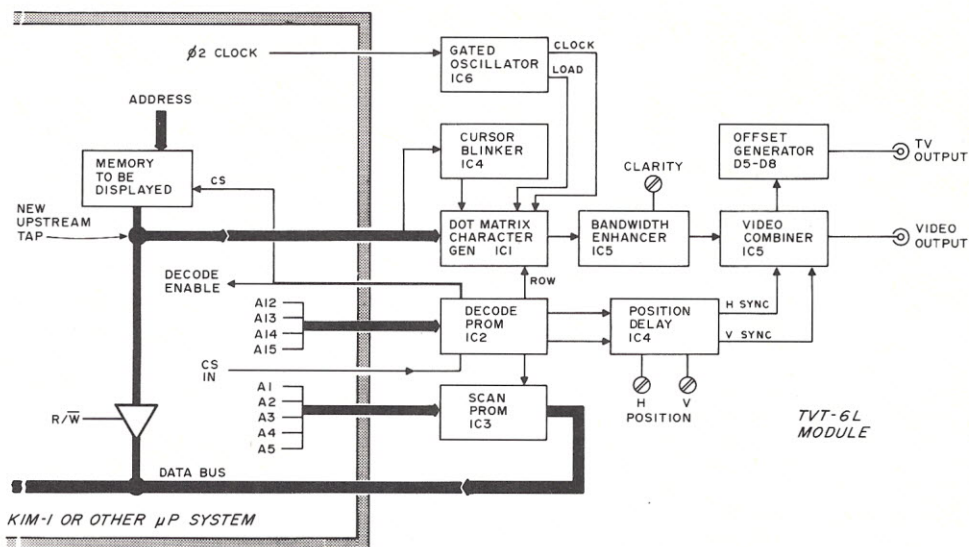 ϕ2 CLOCK
GATED
OSCILLATOR
IC6
CLOCK
LOAD
ADDRESS
MEMORY
TO BE
DISPLAYED
CS
NEW
UPSTREAM
TAP
CURSOR
BLINKER
IC4
CLARITY
OFFSET
GENERATOR
D5-D8
TV
OUTPUT
DOT MATRIX
CHARACTER
GEN IC1
BANDWIDTH
ENHANCER
IC5
VIDEO
COMBINER
IC5
VIDEO
OUTPUT
DECODE
ENABLE
ROW
A12
A13
A14
A15
DECODE
PROM
IC2
POSITION
DELAY
IC4
H SYNC
V SYNC
CS
IN
A1
A2
A3
A4
A5
SCAN
PROM
IC3
H V
POSITION
R/W̅
TVT-6L
MODULE
DATA BUS
KIM-1 OR OTHER µP SYSTEM